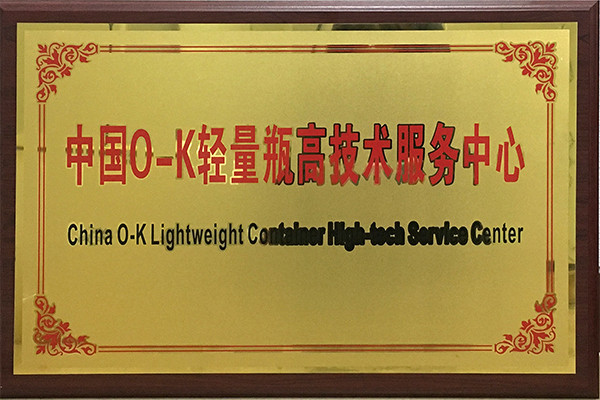 中国O-K轻量瓶高技术服务中心
China O-K Lightweight Container High-tech Service Center